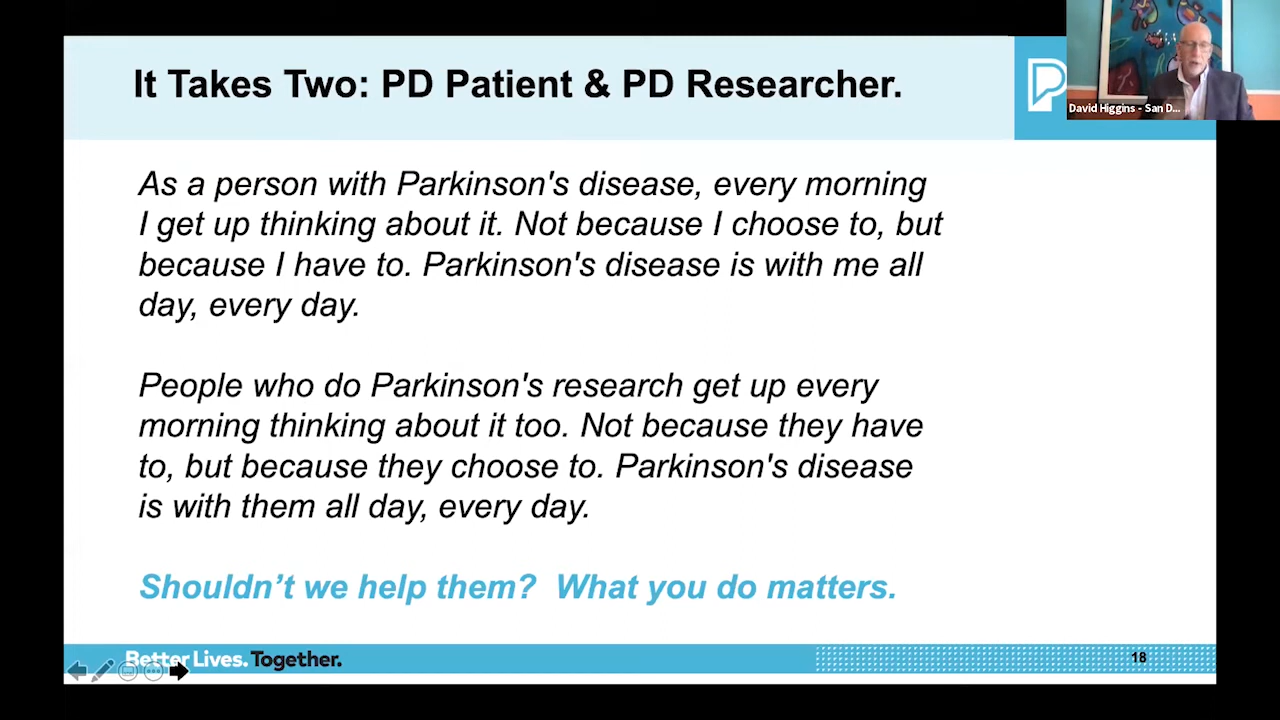 It Takes Two: PD Patient & PD Researcher.
David Higgins - San D...
As a person with Parkinson's disease, every morning
I get up thinking about it. Not because I choose to, but
because I have to. Parkinson's disease is with me all
day, every day.
People who do Parkinson's research get up every
morning thinking about it too. Not because they have
to, but because they choose to. Parkinson's disease
is with them all day, every day.
Shouldn’t we help them?  What you do matters.
Better Lives. Together.
18